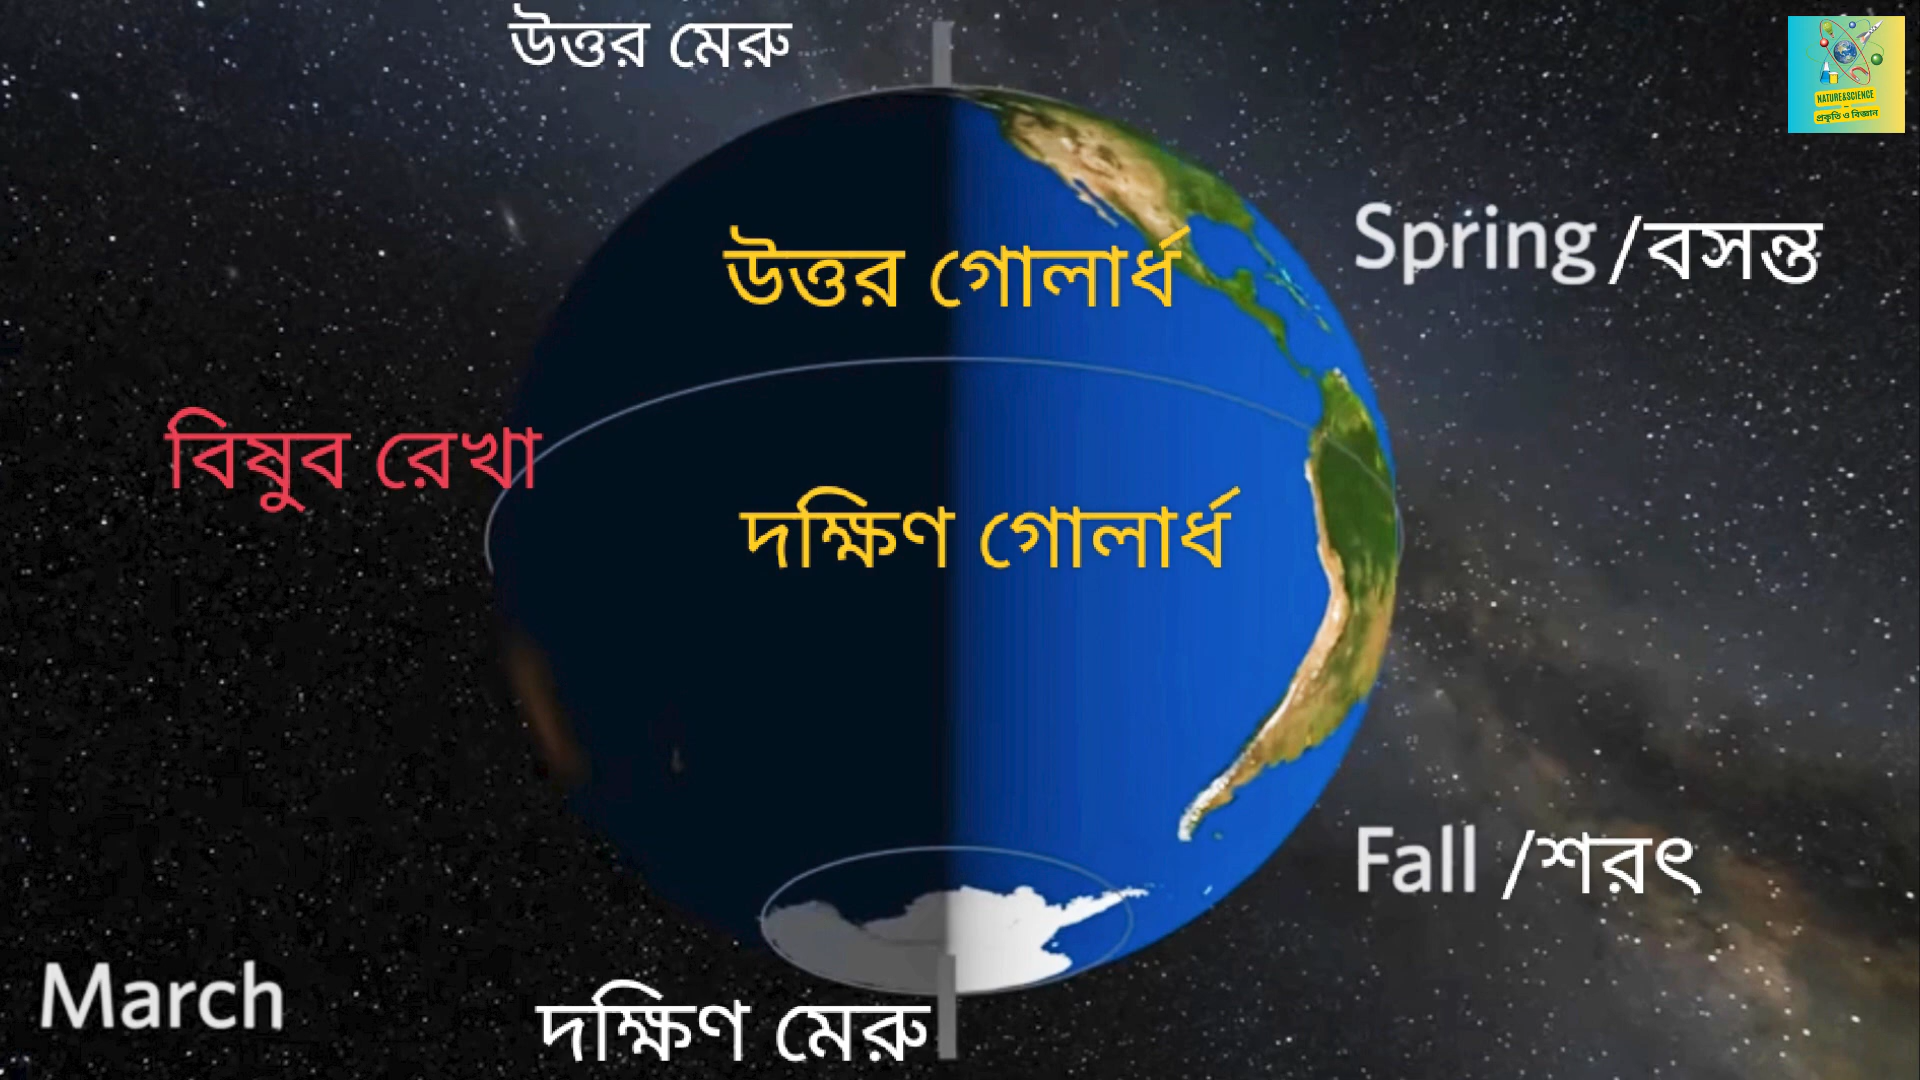 উত্তর মেরু
NATURE&SCIENCE
প্রকৃতি ও বিজ্ঞান
Spring /বসন্ত
উত্তর গোলার্ধ
বিষুব রেখা
দক্ষিণ গোলার্ধ
Fall /শরৎ
March
দক্ষিণ মেরু